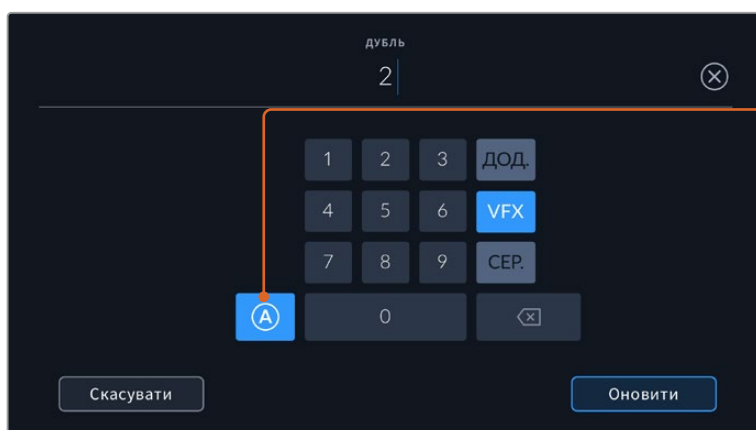 ДУБЛЬ
2
1 2 3 ДОД.
4 5 6 VFX
7 8 9 СЕР.
A 0
Скасувати Оновити